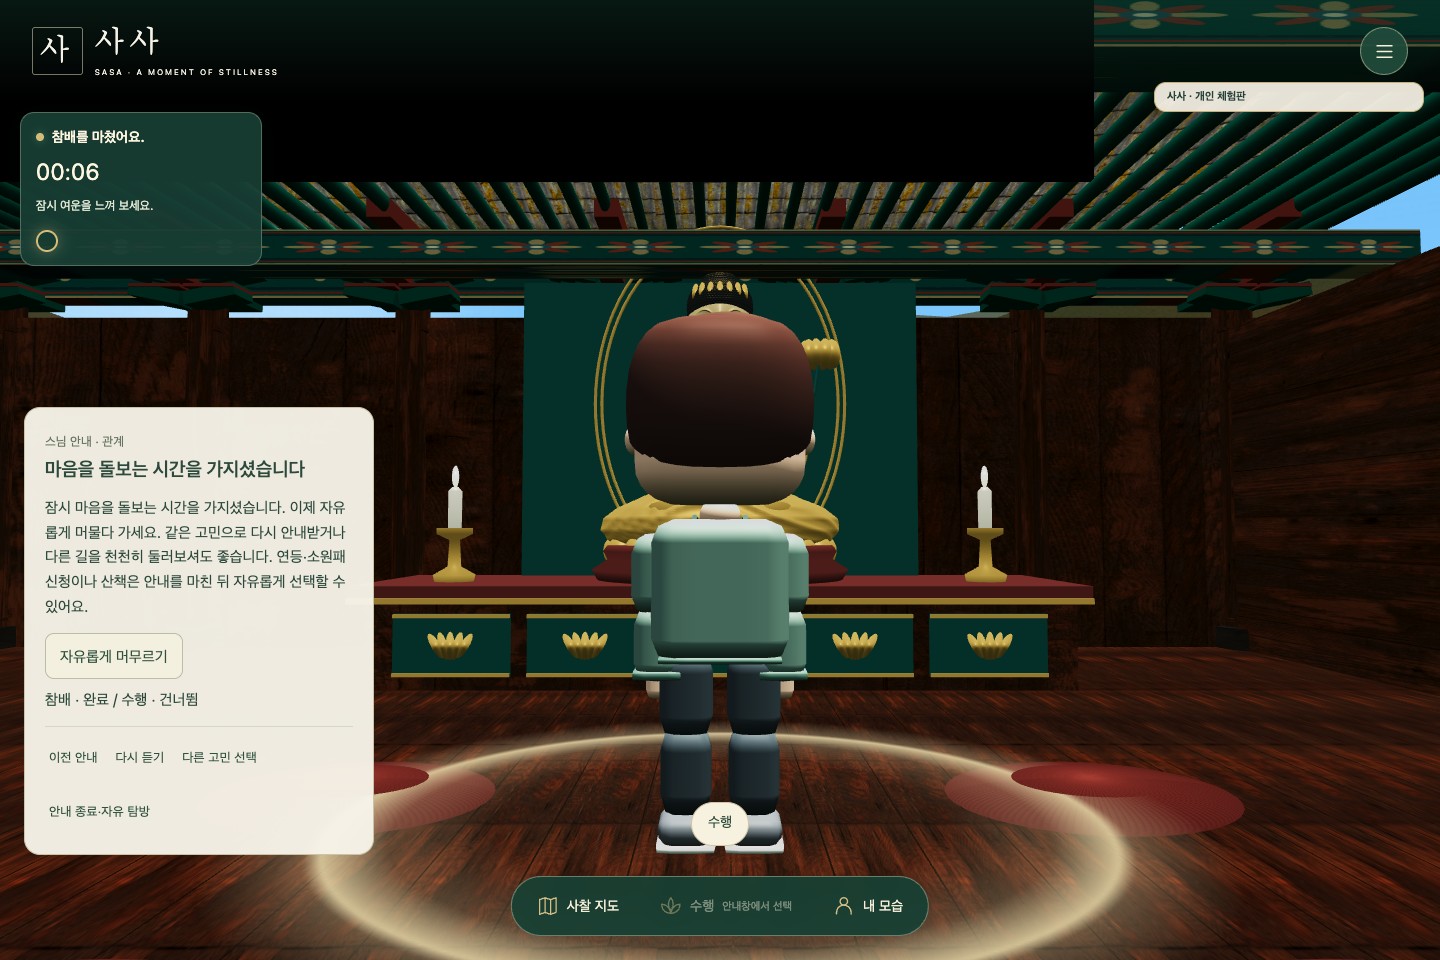 사
사사
SASA · A MOMENT OF STILLNESS
사사 · 개인 체험판
참배를 마쳤어요.
00:06
잠시 여운을 느껴 보세요.
스님 안내 · 관계
마음을 돌보는 시간을 가지셨습니다
잠시 마음을 돌보는 시간을 가지셨습니다. 이제 자유
롭게 머물다 가세요. 같은 고민으로 다시 안내받거나
다른 길을 천천히 둘러보셔도 좋습니다. 연등·소원패
신청이나 산책은 안내를 마친 뒤 자유롭게 선택할 수
있어요.
자유롭게 머무르기
참배 · 완료 / 수행 · 건너뜀
이전 안내 다시 듣기 다른 고민 선택
안내 종료·자유 탐방
수행
사찰 지도 수행 안내창에서 선택 내 모습